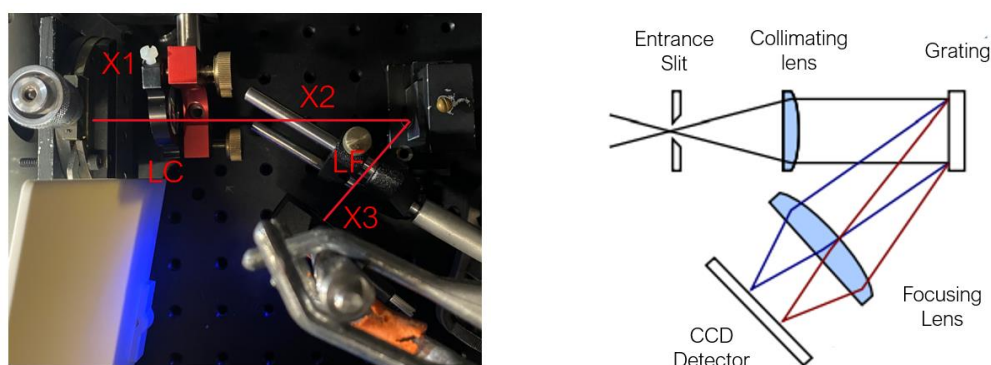 X1
X2
LC
LF
X3
Entrance
Slit
Collimating
lens
Grating
Focusing
Lens
CCD
Detector